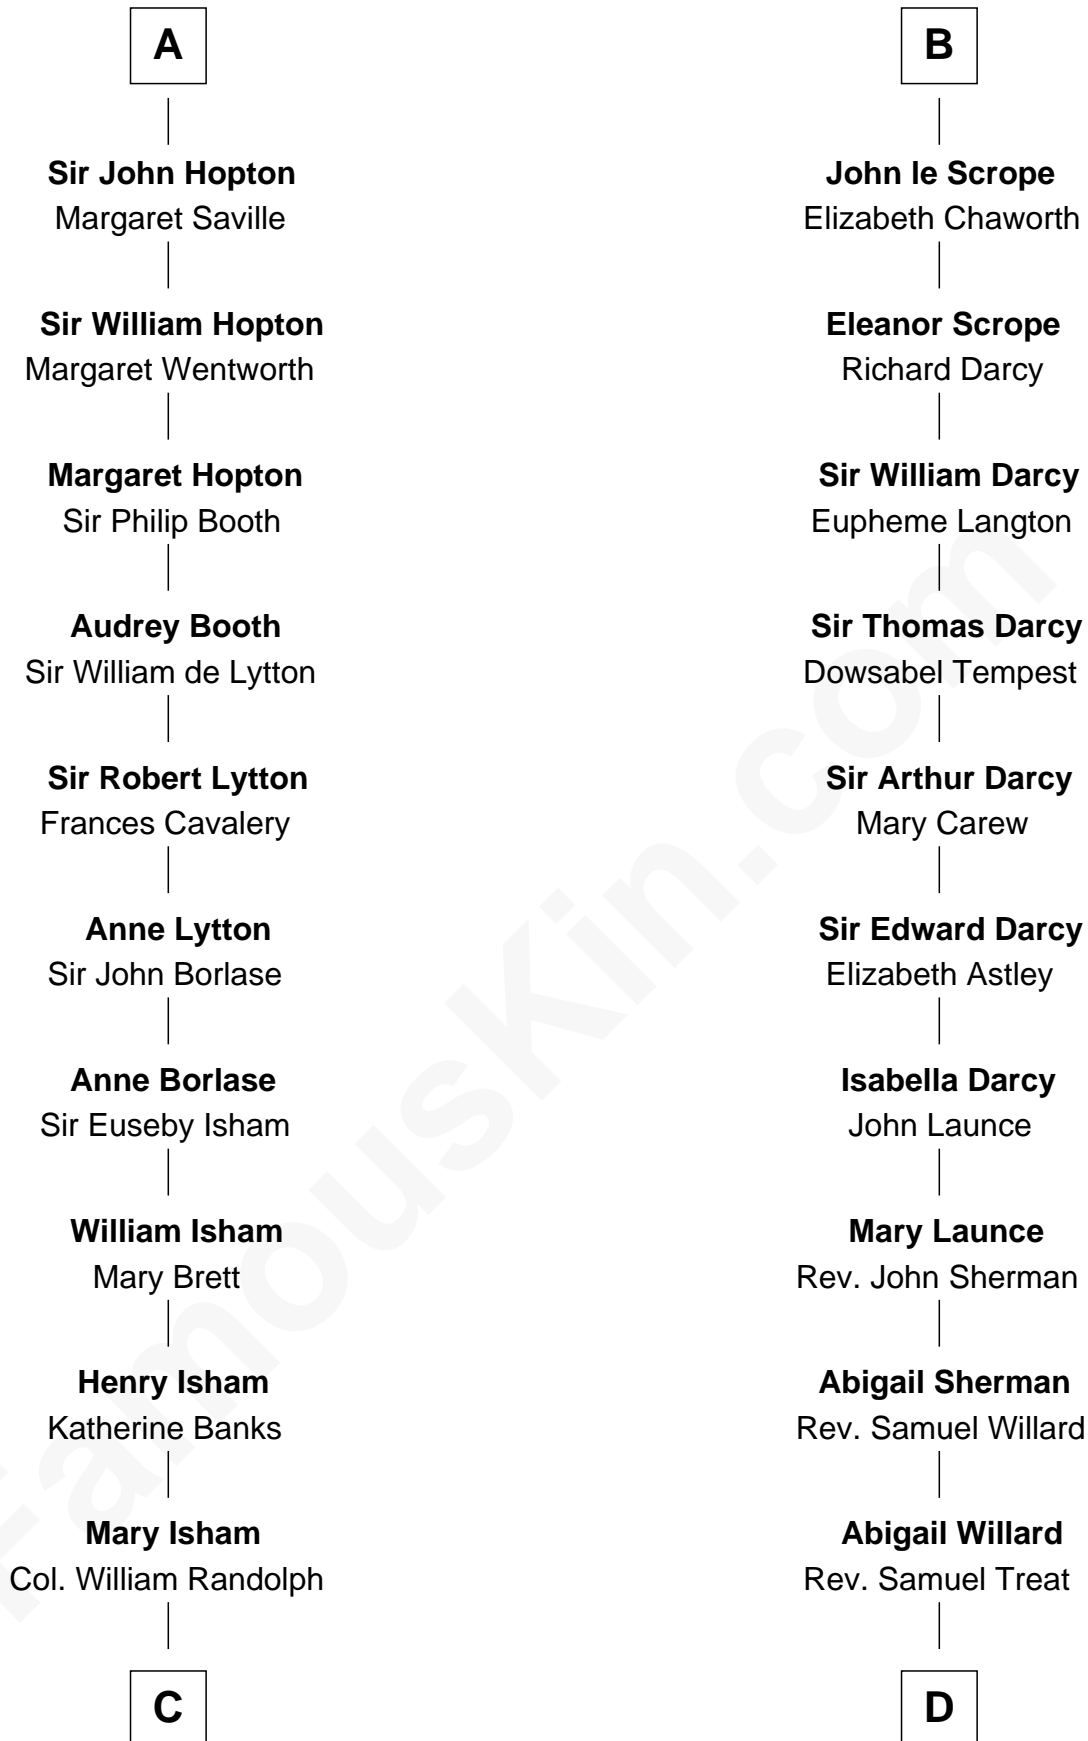 A
Sir John Hopton
Margaret Saville
Sir William Hopton
Margaret Wentworth
Margaret Hopton
Sir Philip Booth
Audrey Booth
Sir William de Lytton
Sir Robert Lytton
Frances Cavalery
Anne Lytton
Sir John Borlase
Anne Borlase
Sir Euseby Isham
William Isham
Mary Brett
Henry Isham
Katherine Banks
Mary Isham
Col. William Randolph
C
B
John le Scrope
Elizabeth Chaworth
Eleanor Scrope
Richard Darcy
Sir William Darcy
Eupheme Langton
Sir Thomas Darcy
Dowsabel Tempest
Sir Arthur Darcy
Mary Carew
Sir Edward Darcy
Elizabeth Astley
Isabella Darcy
John Launce
Mary Launce
Rev. John Sherman
Abigail Sherman
Rev. Samuel Willard
Abigail Willard
Rev. Samuel Treat
D
FamousKin.com